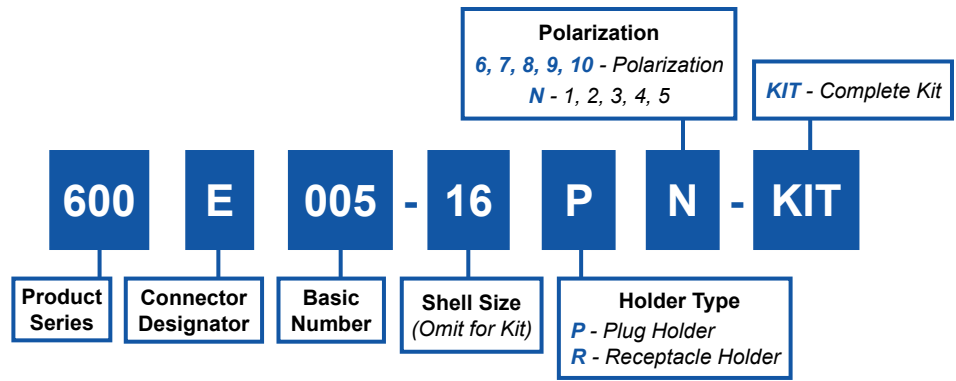 Polarization
6, 7, 8, 9, 10 - Polarization
N - 1, 2, 3, 4, 5
KIT - Complete Kit
600 E 005 - 16 P N - KIT
Product
Series
Connector
Designator
Basic
Number
Shell Size
(Omit for Kit)
Holder Type
P - Plug Holder
R - Receptacle Holder